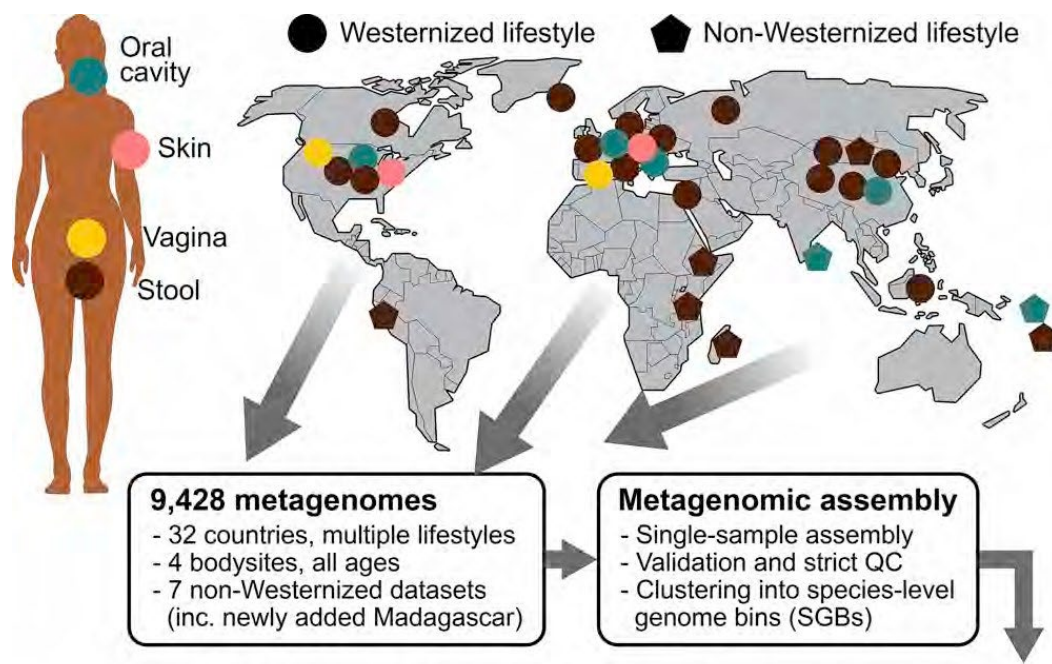 Oral
cavity
Skin
Vagina
Stool
Westernized lifestyle
Non-Westernized lifestyle
9,428 metagenomes
- 32 countries, multiple lifestyles
- 4 bodysites, all ages
- 7 non-Westernized datasets
(inc. newly added Madagascar)
Metagenomic assembly
- Single-sample assembly
- Validation and strict QC
- Clustering into species-level
genome bins (SGBs)